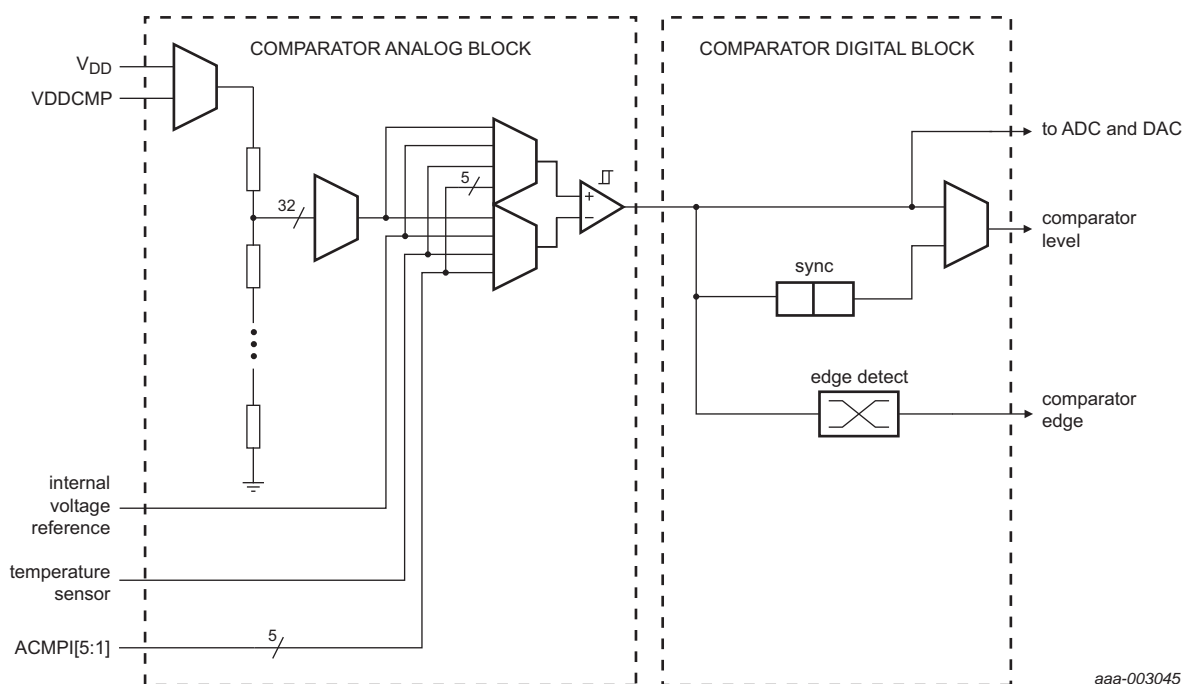 COMPARATOR ANALOG BLOCK
COMPARATOR DIGITAL BLOCK
VDD
VDDCMP
to ADC and DAC
5
32
+
−
comparator
level
sync
edge detect
comparator
edge
internal
voltage
reference
temperature
sensor
ACMPI[5:1]
5
aaa-003045